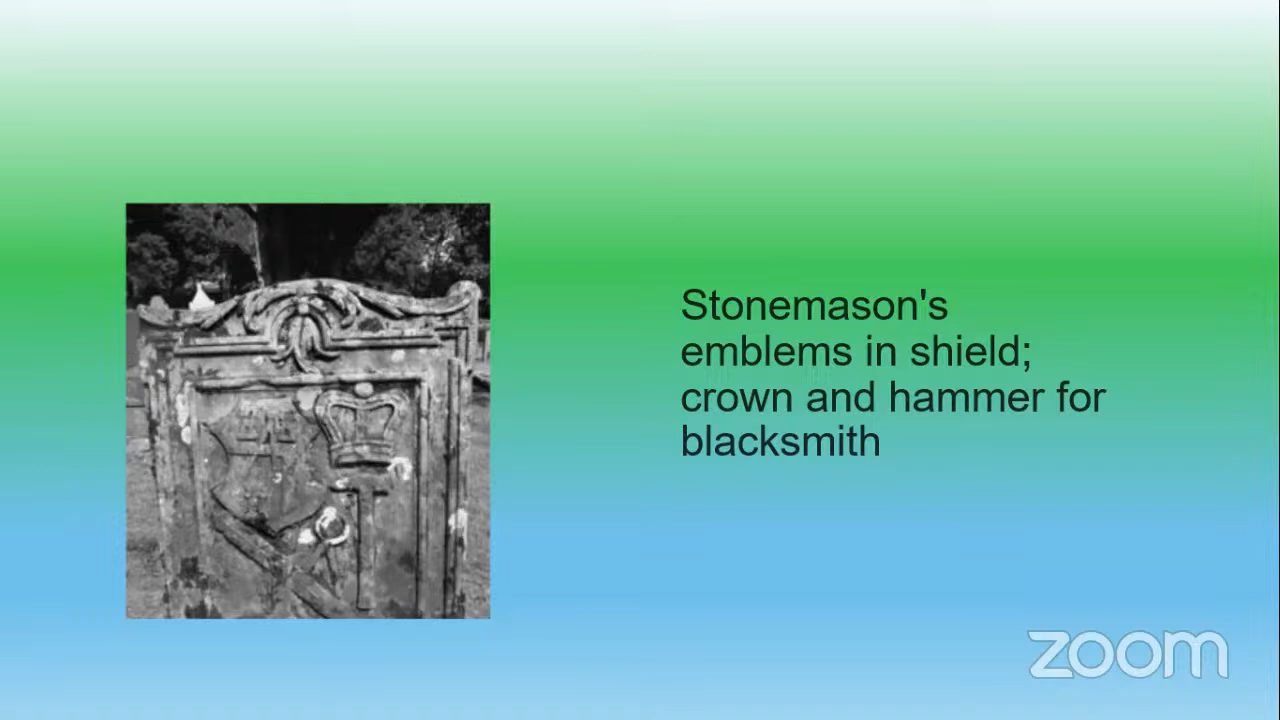 Stonemason's
emblems in shield;
crown and hammer for
blacksmith
zoom